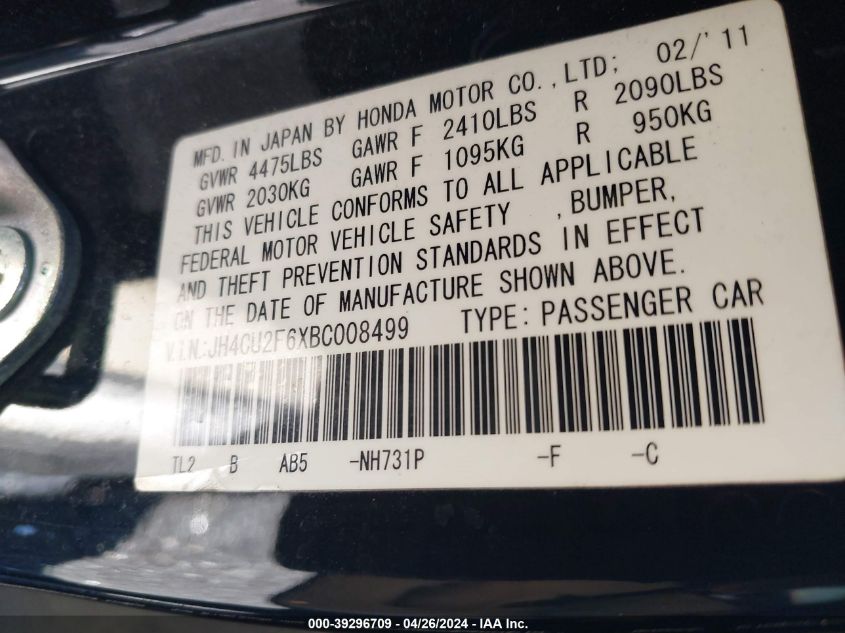 MFD. IN JAPAN BY HONDA MOTOR CO., LTD; 02/'11
GVWR 4475LBS GAWR F 2410LBS R 2090LBS
GVWR 2030KG GAWR F 1095KG R 950KG
THIS VEHICLE CONFORMS TO ALL APPLICABLE
FEDERAL MOTOR VEHICLE SAFETY , BUMPER,
AND THEFT PREVENTION STANDARDS IN EFFECT
ON THE DATE OF MANUFACTURE SHOWN ABOVE.
V.I.N.:JH4CU2F6XBC008499 TYPE: PASSENGER CAR
TL2 B AB5 -NH731P -F -C
000-39296709 - 04/26/2024 - IAA Inc.